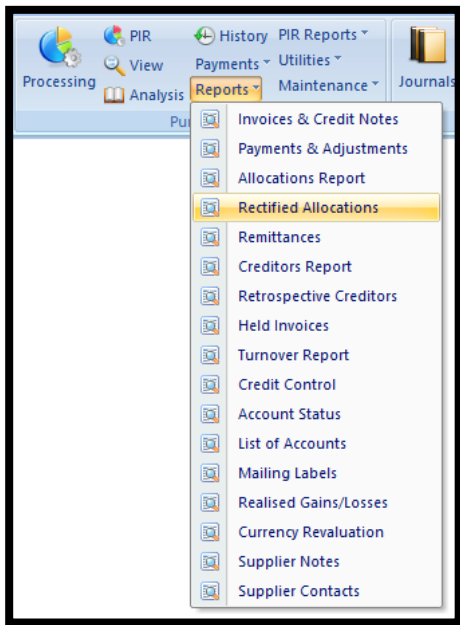 PIR
History
PIR Reports
View
Payments
Utilities
Processing
Analysis
Reports
Maintenance
Journals
Invoices & Credit Notes
Payments & Adjustments
Allocations Report
Rectified Allocations
Remittances
Creditors Report
Retrospective Creditors
Held Invoices
Turnover Report
Credit Control
Account Status
List of Accounts
Mailing Labels
Realised Gains/Losses
Currency Revaluation
Supplier Notes
Supplier Contacts